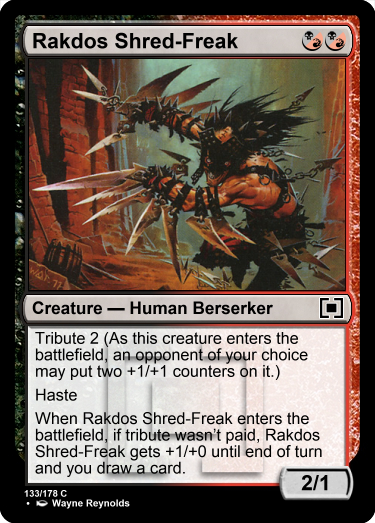 Rakdos Shred-Freak
Creature — Human Berserker
Tribute 2 (As this creature enters the
battlefield, an opponent of your choice
may put two +1/+1 counters on it.)
Haste
When Rakdos Shred-Freak enters the
battlefield, if tribute wasn't paid, Rakdos
Shred-Freak gets +1/+0 until end of turn
and you draw a card.
2/1
133/178 C
• Wayne Reynolds